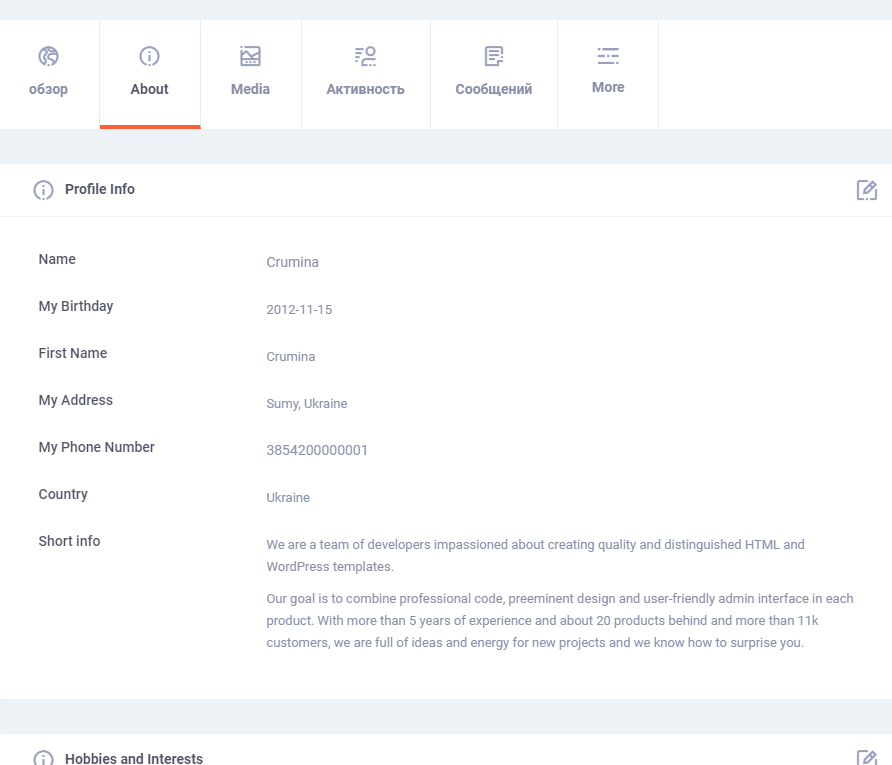 обзор
About
Media
Активность
Сообщений
More
Profile Info
Name
Crumina
My Birthday
2012-11-15
First Name
Crumina
My Address
Sumy, Ukraine
My Phone Number
3854200000001
Country
Ukraine
Short info
We are a team of developers impassioned about creating quality and distinguished HTML and
WordPress templates.
Our goal is to combine professional code, preeminent design and user-friendly admin interface in each
product. With more than 5 years of experience and about 20 products behind and more than 11k
customers, we are full of ideas and energy for new projects and we know how to surprise you.
Hobbies and Interests